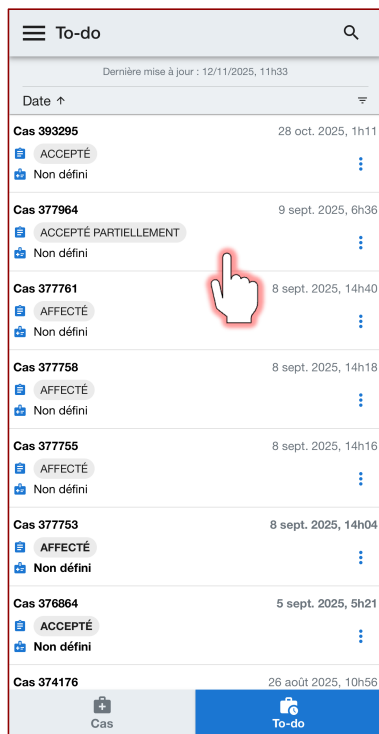 To-do
Dernière mise à jour : 12/11/2025, 11h33
Date ↑
Cas 393295 28 oct. 2025, 1h11
ACCEPTÉ
Non défini
Cas 377964 9 sept. 2025, 6h36
ACCEPTÉ PARTIELLEMENT
Non défini
Cas 377761 8 sept. 2025, 14h40
AFFECTÉ
Non défini
Cas 377758 8 sept. 2025, 14h18
AFFECTÉ
Non défini
Cas 377755 8 sept. 2025, 14h16
AFFECTÉ
Non défini
Cas 377753 8 sept. 2025, 14h04
AFFECTÉ
Non défini
Cas 376864 5 sept. 2025, 5h21
ACCEPTÉ
Non défini
Cas 374176 26 août 2025, 10h56
Cas To-do